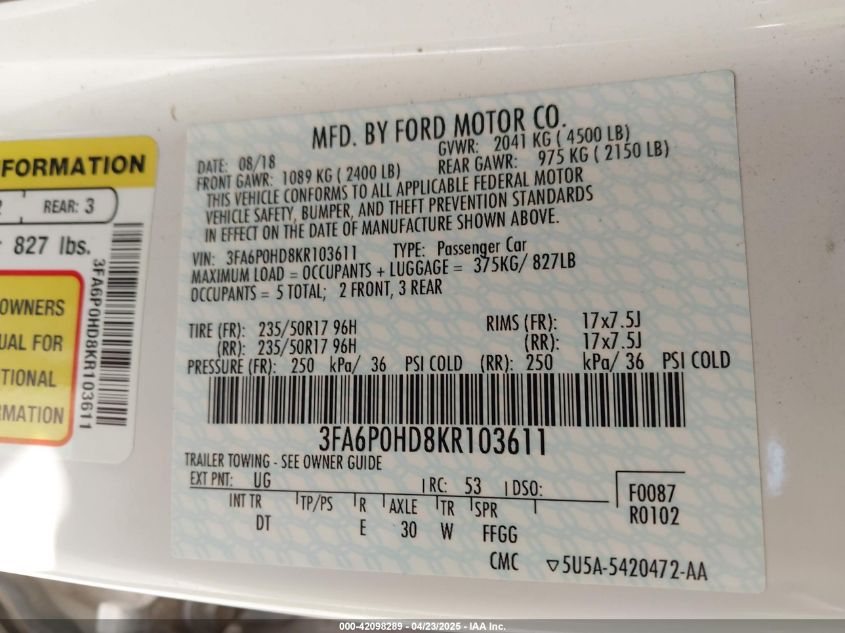 NFORMATION
REAR: 3
827 lbs.
OWNERS
UAL FOR
TIONAL
RMATION
3FA6P0HD8KR103611
MFD. BY FORD MOTOR CO.
DATE: 08/18 GVWR: 2041 KG ( 4500 LB)
FRONT GAWR: 1089 KG ( 2400 LB) REAR GAWR: 975 KG ( 2150 LB)
THIS VEHICLE CONFORMS TO ALL APPLICABLE FEDERAL MOTOR
VEHICLE SAFETY, BUMPER, AND THEFT PREVENTION STANDARDS
IN EFFECT ON THE DATE OF MANUFACTURE SHOWN ABOVE.
VIN: 3FA6P0HD8KR103611 TYPE: Passenger Car
MAXIMUM LOAD = OCCUPANTS + LUGGAGE = 375KG/ 827LB
OCCUPANTS = 5 TOTAL; 2 FRONT, 3 REAR
TIRE (FR): 235/50R17 96H RIMS (FR): 17x7.5J
(RR): 235/50R17 96H (RR): 17x7.5J
PRESSURE (FR): 250 kPa/ 36 PSI COLD (RR): 250 kPa/ 36 PSI COLD
3FA6P0HD8KR103611
TRAILER TOWING - SEE OWNER GUIDE
EXT PNT: UG RC: 53 DSO: F0087
INT TR TP/PS R AXLE TR SPR R0102
DT E 30 W FFGG
CMC ▽5U5A-5420472-AA
000-42098289 - 04/23/2025 - IAA Inc.